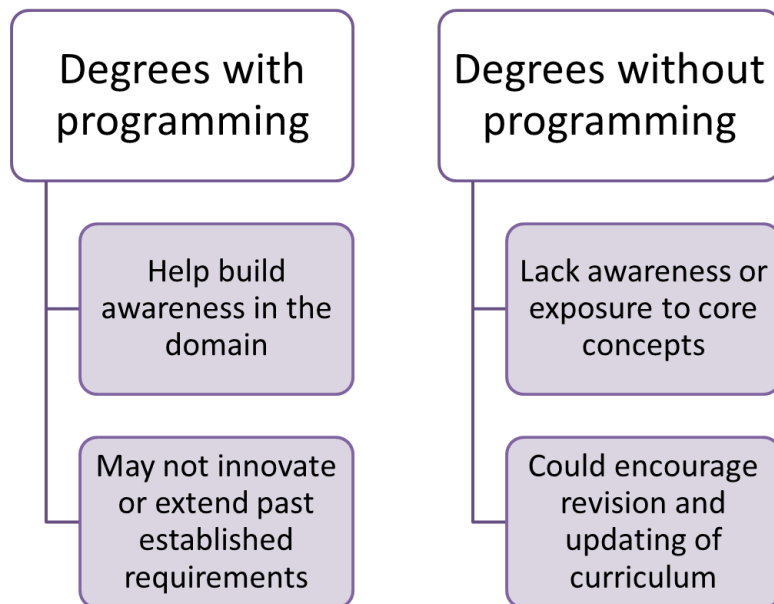 Degrees with
programming
Help build
awareness in the
domain
May not innovate
or extend past
established
requirements
Degrees without
programming
Lack awareness or
exposure to core
concepts
Could encourage
revision and
updating of
curriculum